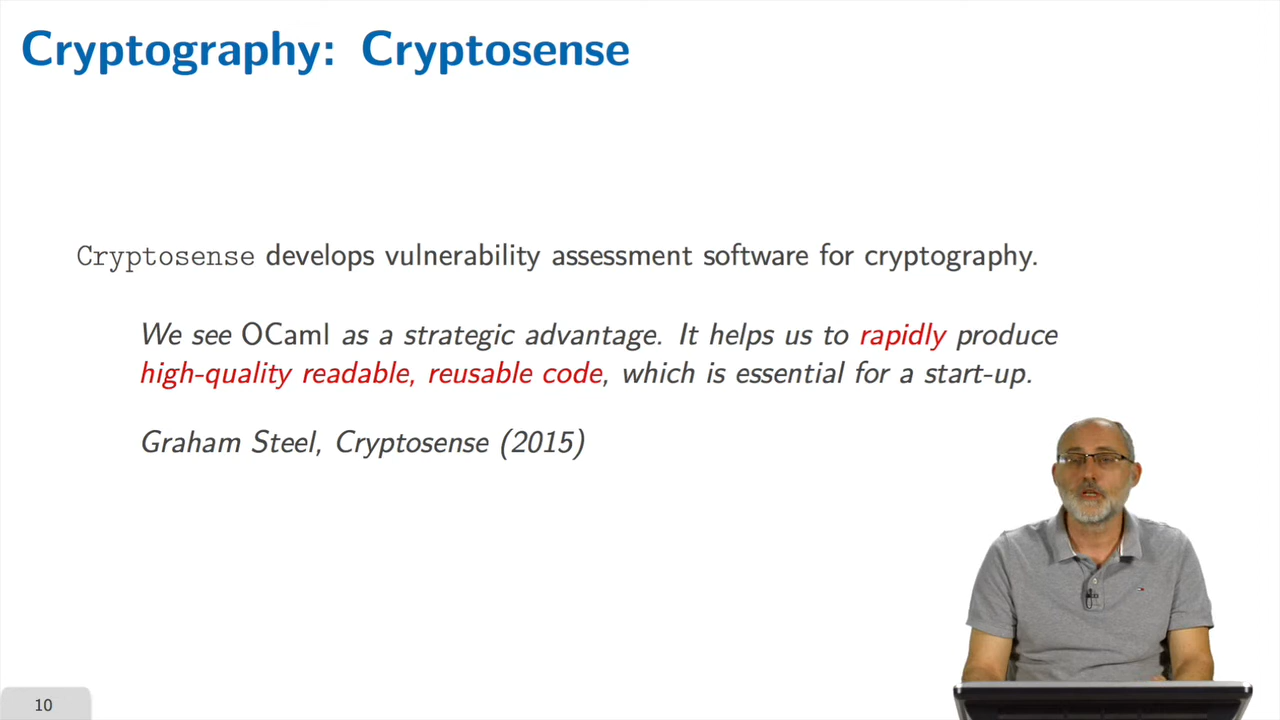 Cryptography: Cryptosense
Cryptosense develops vulnerability assessment software for cryptography.
We see OCaml as a strategic advantage. It helps us to rapidly produce
high-quality readable, reusable code, which is essential for a start-up.
Graham Steel, Cryptosense (2015)
10